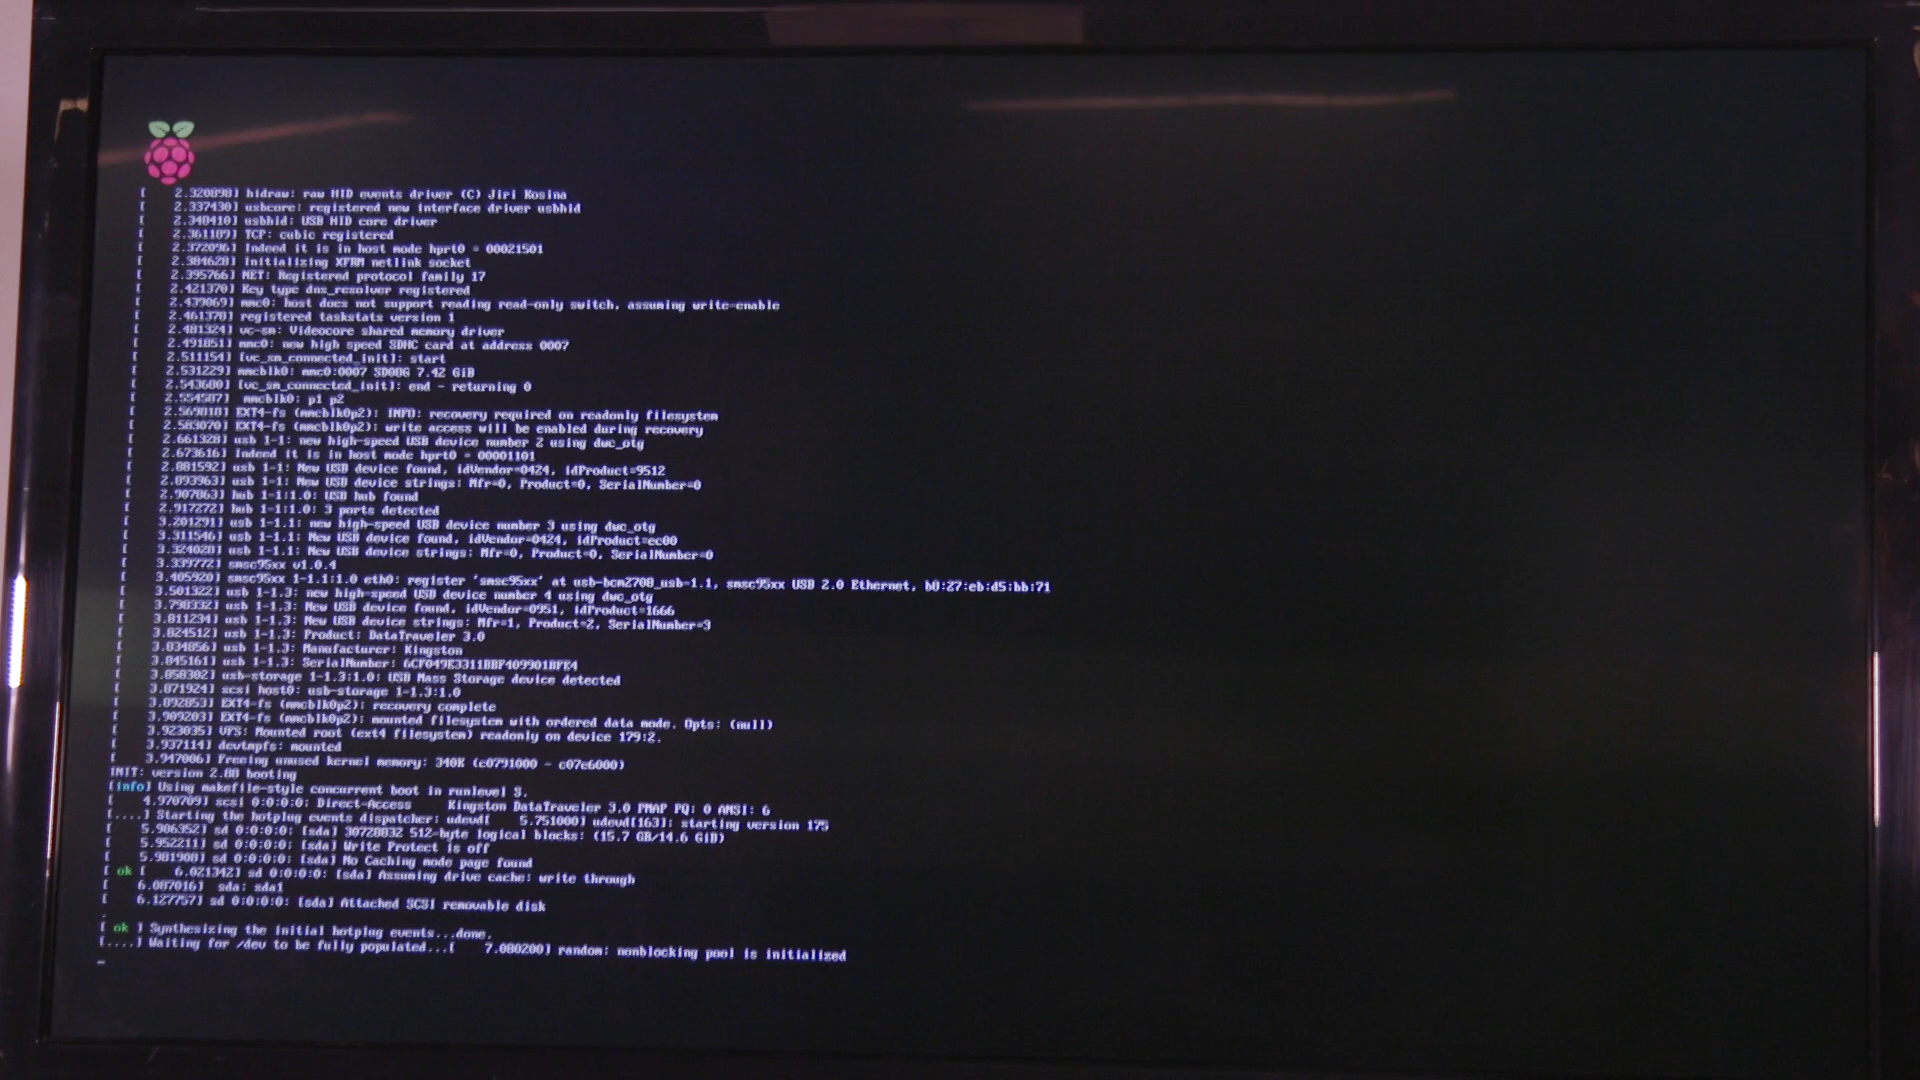 [    2.320898] hidraw: raw HID events driver (C) Jiri Kosina
[    2.337430] usbcore: registered new interface driver usbhid
[    2.348410] usbhid: USB HID core driver
[    2.361109] TCP: cubic registered
[    2.372096] Indeed it is in host mode hprt0 = 00021501
[    2.384628] Initializing XFRM netlink socket
[    2.395766] NET: Registered protocol family 17
[    2.421370] Key type dns_resolver registered
[    2.439069] mmc0: host does not support reading read-only switch, assuming write-enable
[    2.461370] registered taskstats version 1
[    2.481324] vc-sm: Videocore shared memory driver
[    2.491851] mmc0: new high speed SDHC card at address 0007
[    2.511154] [vc_sm_connected_init]: start
[    2.531229] mmcblk0: mmc0:0007 SD08G 7.42 GiB
[    2.543600] [vc_sm_connected_init]: end - returning 0
[    2.554587]  mmcblk0: p1 p2
[    2.569818] EXT4-fs (mmcblk0p2): INFO: recovery required on readonly filesystem
[    2.583070] EXT4-fs (mmcblk0p2): write access will be enabled during recovery
[    2.661328] usb 1-1: new high-speed USB device number 2 using dwc_otg
[    2.673616] Indeed it is in host mode hprt0 = 00001101
[    2.881592] usb 1-1: New USB device found, idVendor=0424, idProduct=9512
[    2.893963] usb 1-1: New USB device strings: Mfr=0, Product=0, SerialNumber=0
[    2.907063] hub 1-1:1.0: USB hub found
[    2.917272] hub 1-1:1.0: 3 ports detected
[    3.201291] usb 1-1.1: new high-speed USB device number 3 using dwc_otg
[    3.311546] usb 1-1.1: New USB device found, idVendor=0424, idProduct=ec00
[    3.324028] usb 1-1.1: New USB device strings: Mfr=0, Product=0, SerialNumber=0
[    3.339772] smsc95xx v1.0.4
[    3.405920] smsc95xx 1-1.1:1.0 eth0: register 'smsc95xx' at usb-bcm2708_usb-1.1, smsc95xx USB 2.0 Ethernet, b8:27:eb:d5:bb:71
[    3.501322] usb 1-1.3: new high-speed USB device number 4 using dwc_otg
[    3.798332] usb 1-1.3: New USB device found, idVendor=0951, idProduct=1666
[    3.811234] usb 1-1.3: New USB device strings: Mfr=1, Product=2, SerialNumber=3
[    3.824512] usb 1-1.3: Product: DataTraveler 3.0
[    3.834856] usb 1-1.3: Manufacturer: Kingston
[    3.845161] usb 1-1.3: SerialNumber:
[    3.858302] usb-storage 1-1.3:1.0: USB Mass Storage device detected
[    3.871924] scsi host0: usb-storage 1-1.3:1.0
[    3.892853] EXT4-fs (mmcblk0p2): recovery complete
[    3.909203] EXT4-fs (mmcblk0p2): mounted filesystem with ordered data mode. Opts: (null)
[    3.923035] VFS: Mounted root (ext4 filesystem) readonly on device 179:2.
[    3.937114] devtmpfs: mounted
[    3.947006] Freeing unused kernel memory: 340K (c0791000 - c07e6000)
INIT: version 2.88 booting
[info] Using makefile-style concurrent boot in runlevel S.
[    4.970709] scsi 0:0:0:0: Direct-Access     Kingston DataTraveler 3.0 PMAP PQ: 0 ANSI: 6
[....] Starting the hotplug events dispatcher: udevd[    5.751000] udevd[163]: starting version 175
[    5.906352] sd 0:0:0:0: [sda] 30728832 512-byte logical blocks: (15.7 GB/14.6 GiB)
[    5.952211] sd 0:0:0:0: [sda] Write Protect is off
[    5.981908] sd 0:0:0:0: [sda] No Caching mode page found
[ ok [    6.021342] sd 0:0:0:0: [sda] Assuming drive cache: write through
[    6.087016]  sda: sda1
[    6.127757] sd 0:0:0:0: [sda] Attached SCSI removable disk
.
[ ok ] Synthesizing the initial hotplug events...done.
[....] Waiting for /dev to be fully populated...[    7.080200] random: nonblocking pool is initialized
_